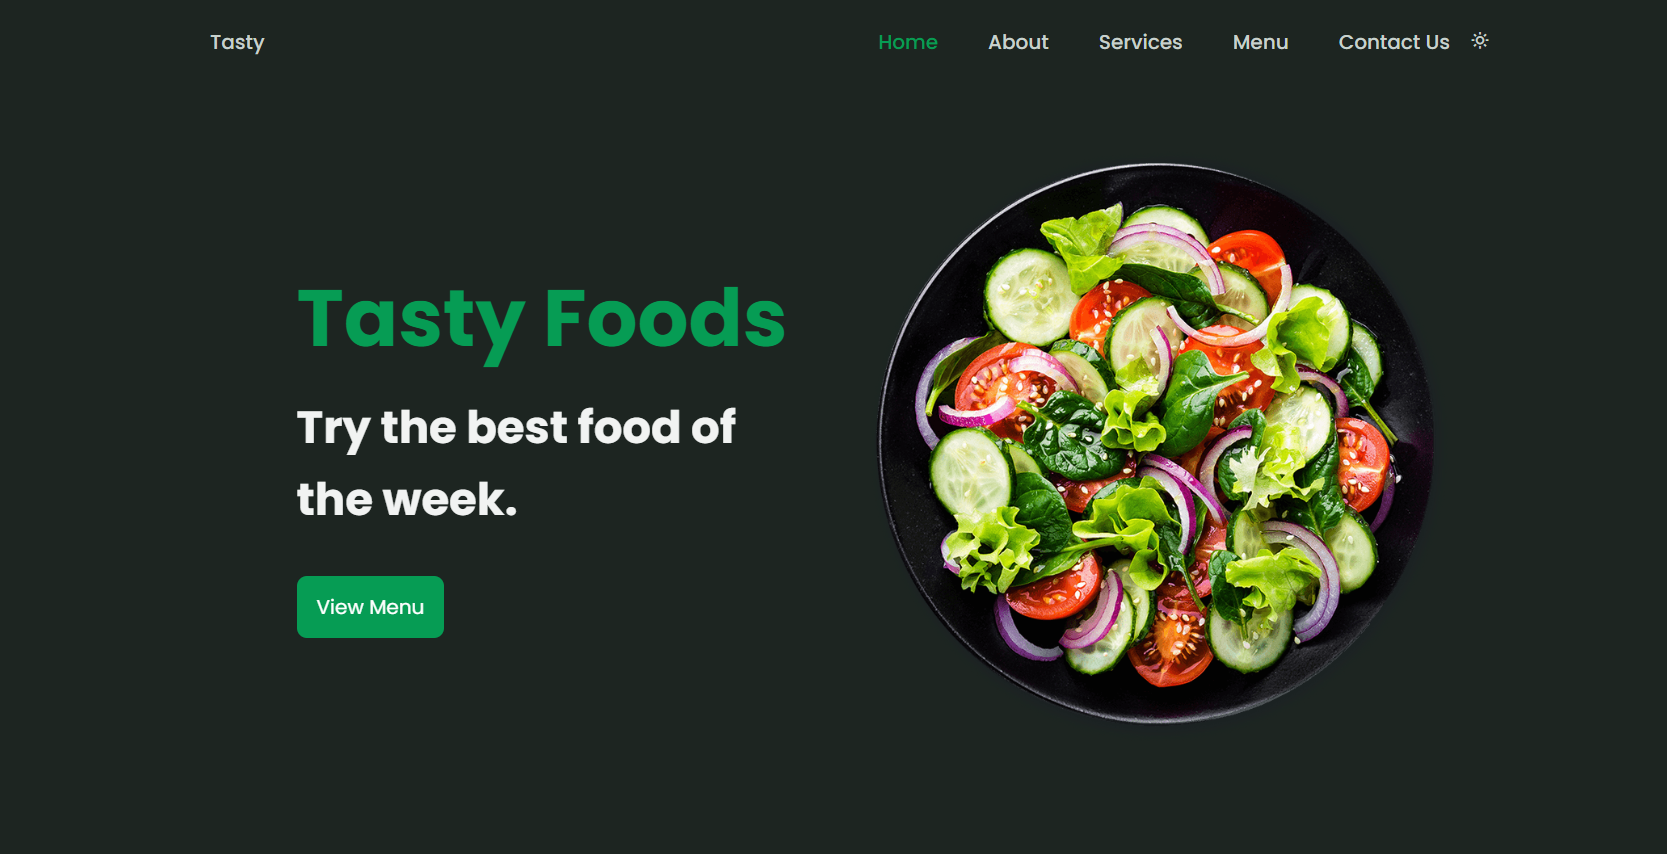 Tasty
Home
About
Services
Menu
Contact Us
Tasty Foods
Try the best food of
the week.
View Menu